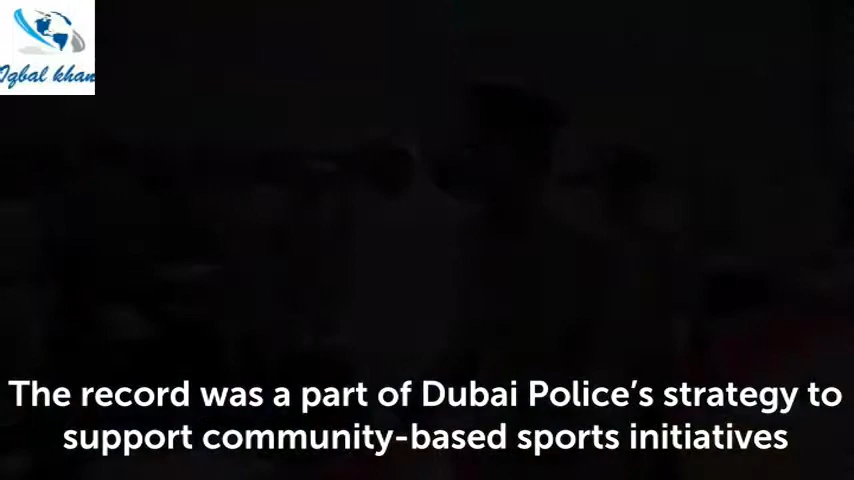 Iqbal khan
The record was a part of Dubai Police's strategy to
support community-based sports initiatives